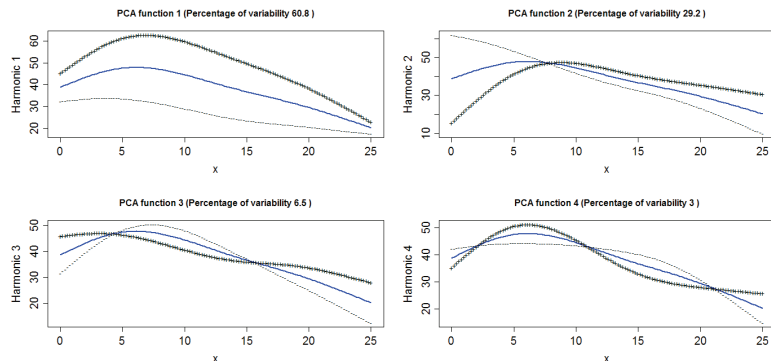 PCA function 1 (Percentage of variability 60.8 )
Harmonic 1
60
50
40
30
20
0 5 10 15 20 25
x
PCA function 2 (Percentage of variability 29.2 )
Harmonic 2
50
30
10
0 5 10 15 20 25
x
PCA function 3 (Percentage of variability 6.5 )
Harmonic 3
50
40
30
20
0 5 10 15 20 25
x
PCA function 4 (Percentage of variability 3 )
Harmonic 4
50
40
30
20
0 5 10 15 20 25
x